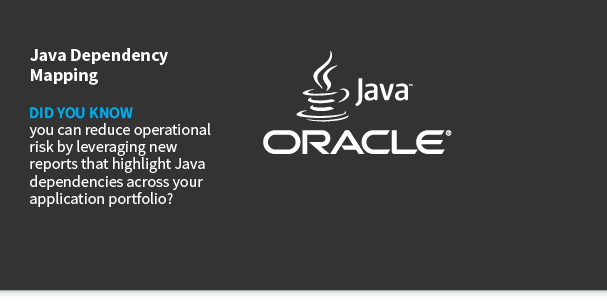 Java Dependency
Mapping
DID YOU KNOW
you can reduce operational
risk by leveraging new
reports that highlight Java
dependencies across your
application portfolio?
Java™
ORACLE®